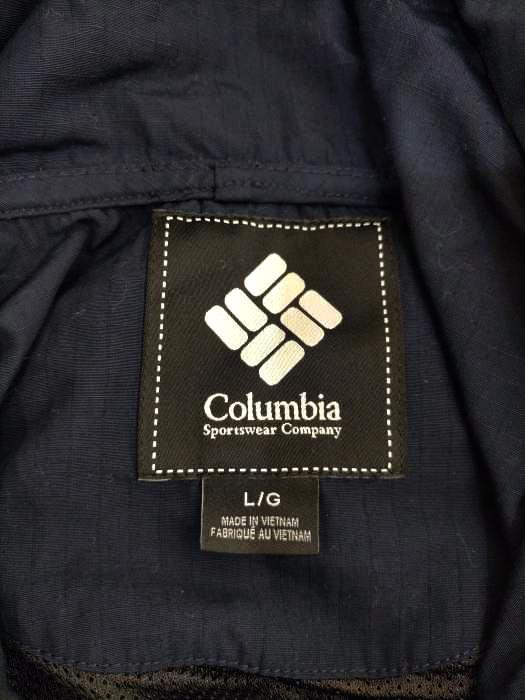 Columbia
Sportswear Company
L/G
MADE IN VIETNAM
FABRIQUÉ AU VIETNAM